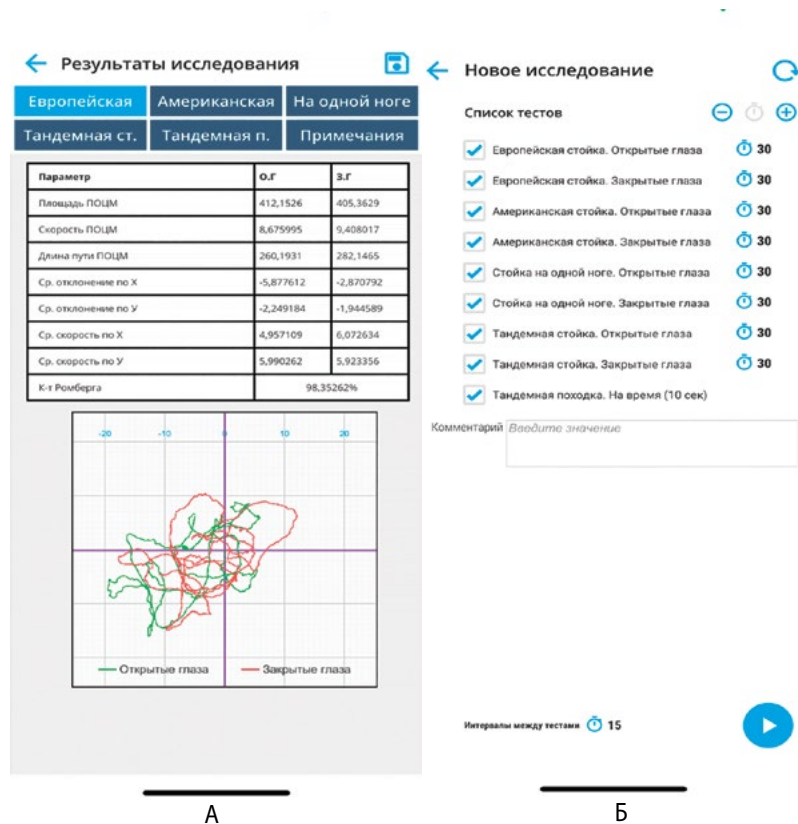 Результаты исследования
Европейская Американская На одной ноге
Тандемная ст. Тандемная п. Примечания
Параметр О.Г З.Г
Площадь ПОЦМ 412,1526 405,3629
Скорость ПОЦМ 8,675995 9,408017
Длина пути ПОЦМ 260,1931 282,1465
Ср. отклонение по X -5,877612 -2,870792
Ср. отклонение по У -2,249184 -1,944589
Ср. скорость по X 4,957109 6,072634
Ср. скорость по У 5,990262 5,923356
К-т Ромберга 98,35262%
-20 -10 0 10 20
Открытые глаза Закрытые глаза
А
Новое исследование
Список тестов
Европейская стойка. Открытые глаза 30
Европейская стойка. Закрытые глаза 30
Американская стойка. Открытые глаза 30
Американская стойка. Закрытые глаза 30
Стойка на одной ноге. Открытые глаза 30
Стойка на одной ноге. Закрытые глаза 30
Тандемная стойка. Открытые глаза 30
Тандемная стойка. Закрытые глаза 30
Тандемная походка. На время (10 сек)
Комментарий Введите значение
Интервалы между тестами 15
Б